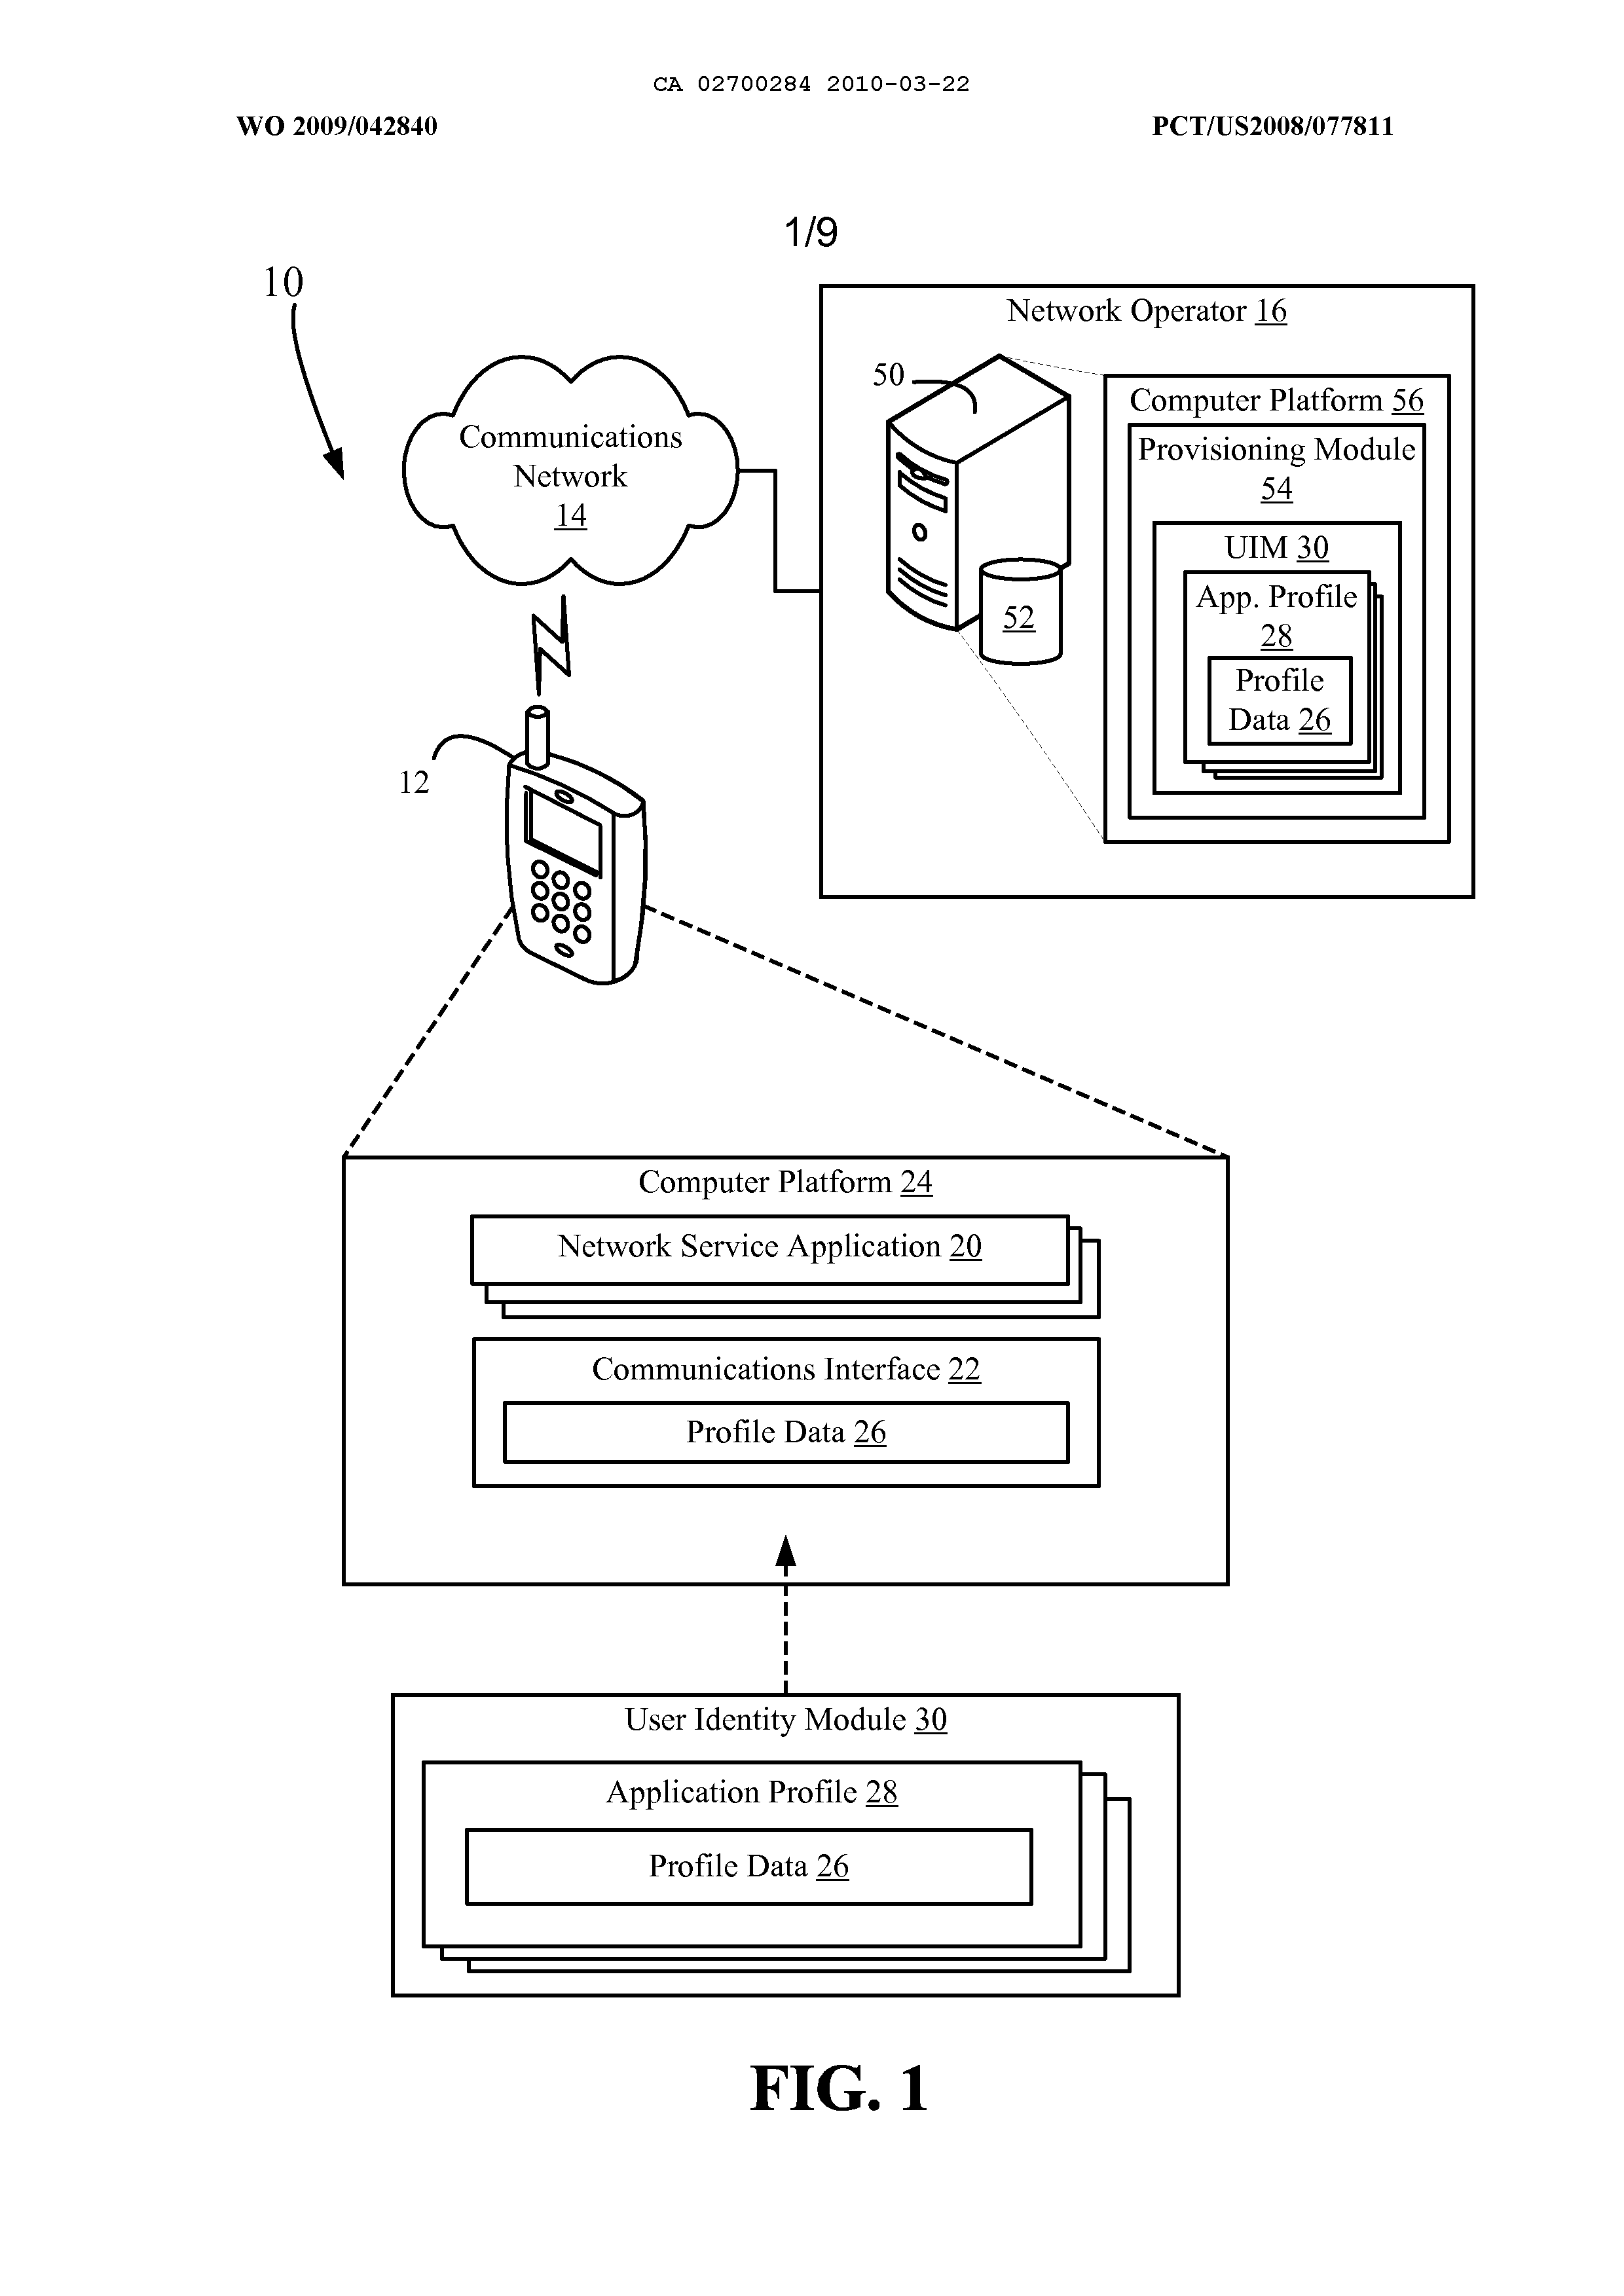 CA 02700284 2010-03-22
WO 2009/042840
PCT/US2008/077811
1/9
10
Network Operator 16
50
52
Computer Platform 56
Provisioning Module
54
UIM 30
App. Profile
28
Profile
Data 26
Communications
Network
14
12
Computer Platform 24
Network Service Application 20
Communications Interface 22
Profile Data 26
User Identity Module 30
Application Profile 28
Profile Data 26
FIG. 1